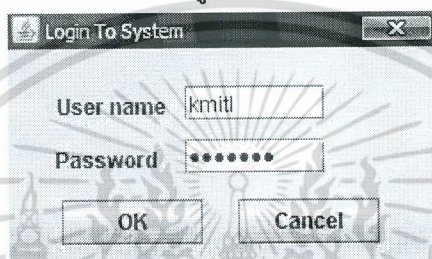 Login To System
User name kmitl
Password •••••••
OK Cancel